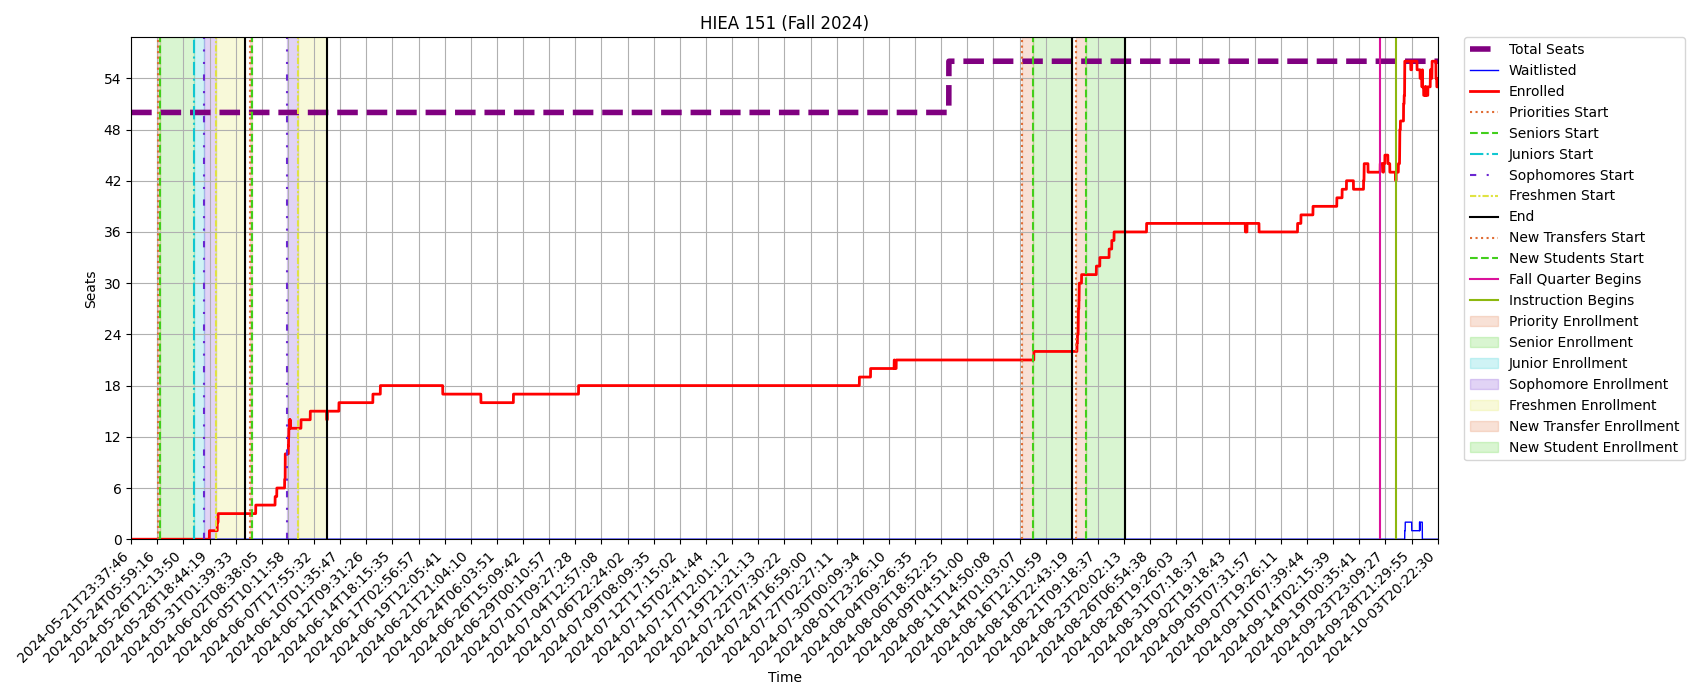 HIEA 151 (Fall 2024)
Seats
54
48
42
36
30
24
18
12
6
0
2024-05-21T23:37:46
2024-05-24T05:59:16
2024-05-26T12:13:50
2024-05-28T18:44:19
2024-05-31T01:39:33
2024-06-02T08:38:05
2024-06-05T10:11:58
2024-06-07T17:55:32
2024-06-10T01:35:47
2024-06-12T09:31:26
2024-06-14T18:15:35
2024-06-17T02:56:57
2024-06-19T12:05:41
2024-06-21T21:04:10
2024-06-24T06:03:51
2024-06-26T15:09:42
2024-06-29T00:10:57
2024-07-01T09:27:28
2024-07-04T12:57:08
2024-07-06T22:24:02
2024-07-09T08:09:35
2024-07-12T17:15:02
2024-07-15T02:41:44
2024-07-17T12:01:12
2024-07-19T21:21:13
2024-07-22T07:30:22
2024-07-24T16:59:00
2024-07-27T02:27:11
2024-07-30T00:09:34
2024-08-01T23:26:10
2024-08-04T09:26:35
2024-08-06T18:52:25
2024-08-09T04:51:00
2024-08-11T14:50:08
2024-08-14T01:03:07
2024-08-16T12:10:59
2024-08-18T22:43:19
2024-08-21T09:18:37
2024-08-23T20:02:13
2024-08-26T06:54:38
2024-08-28T19:26:03
2024-08-31T07:18:37
2024-09-02T19:18:43
2024-09-05T07:31:57
2024-09-07T19:26:11
2024-09-10T07:39:44
2024-09-14T02:15:39
2024-09-19T00:35:41
2024-09-23T23:09:27
2024-09-28T21:29:55
2024-10-03T20:22:30
Time
Total Seats
Waitlisted
Enrolled
Priorities Start
Seniors Start
Juniors Start
Sophomores Start
Freshmen Start
End
New Transfers Start
New Students Start
Fall Quarter Begins
Instruction Begins
Priority Enrollment
Senior Enrollment
Junior Enrollment
Sophomore Enrollment
Freshmen Enrollment
New Transfer Enrollment
New Student Enrollment